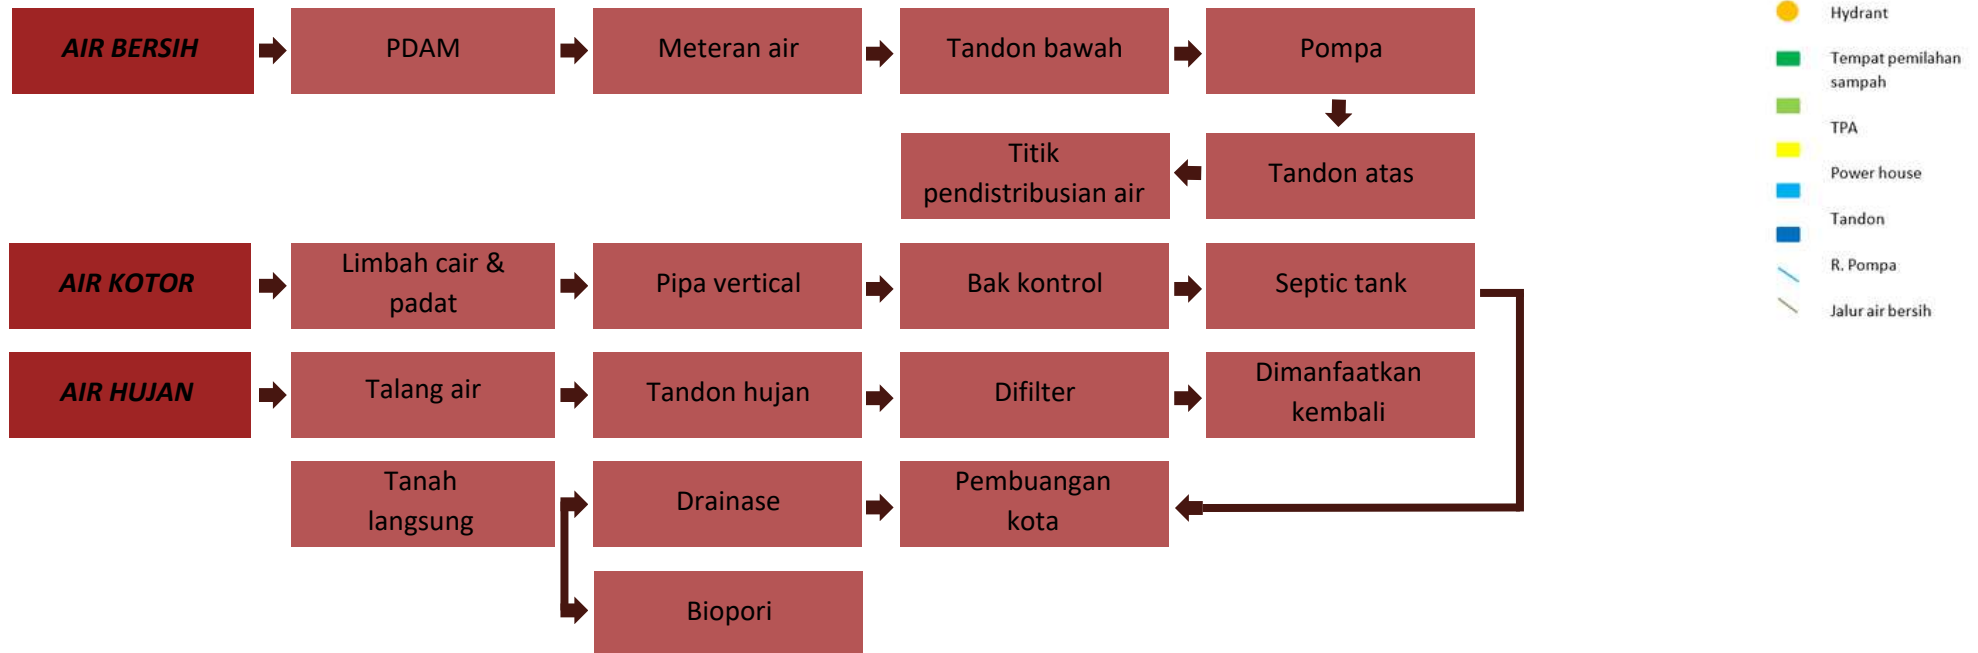 AIR BERSIH
PDAM
Meteran air
Tandon bawah
Pompa
Titik
pendistribusian air
Tandon atas
AIR KOTOR
Limbah cair &
padat
Pipa vertical
Bak kontrol
Septic tank
AIR HUJAN
Talang air
Tandon hujan
Difilter
Dimanfaatkan
kembali
Tanah
langsung
Drainase
Pembuangan
kota
Biopori
Hydrant
Tempat pemilahan
sampah
TPA
Power house
Tandon
R. Pompa
Jalur air bersih